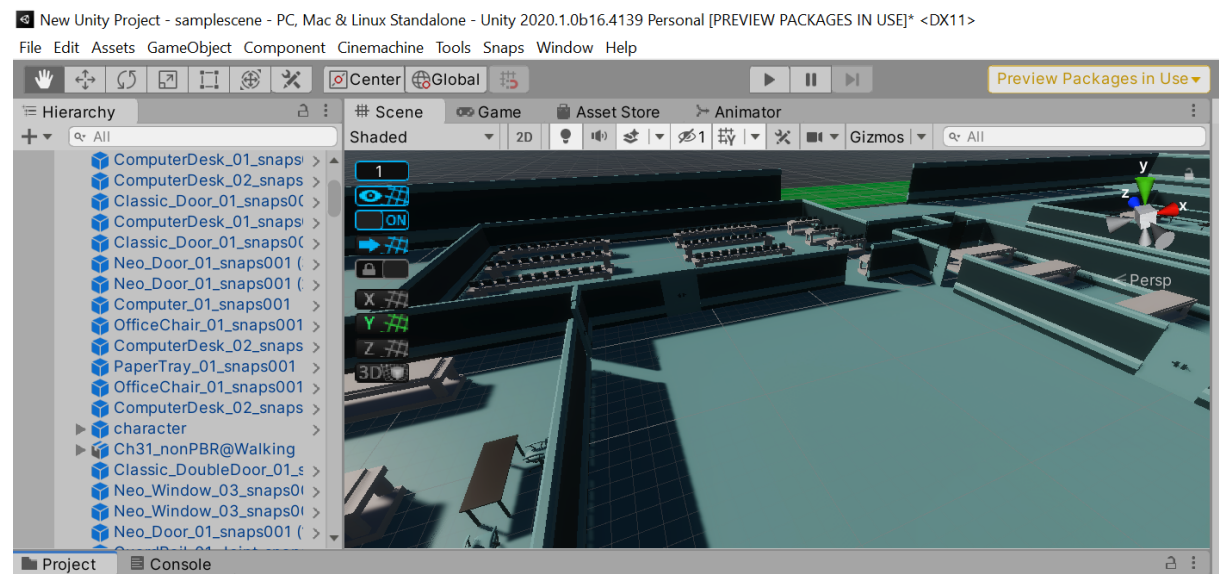 New Unity Project - samplescene - PC, Mac & Linux Standalone - Unity 2020.1.0b16.4139 Personal [PREVIEW PACKAGES IN USE]* <DX11>
File Edit Assets GameObject Component Cinemachine Tools Snaps Window Help
Center Global Preview Packages in Use
Hierarchy # Scene Game Asset Store Animator
All Shaded 2D 1 Gizmos All
ComputerDesk_01_snaps
ComputerDesk_02_snaps
Classic_Door_01_snaps00
ComputerDesk_01_snaps
Classic_Door_01_snaps00
Neo_Door_01_snaps001 (
Neo_Door_01_snaps001 (
Computer_01_snaps001
OfficeChair_01_snaps001
ComputerDesk_02_snaps
PaperTray_01_snaps001
OfficeChair_01_snaps001
ComputerDesk_02_snaps
character
Ch31_nonPBR@Walking
Classic_DoubleDoor_01_s
Neo_Window_03_snaps0
Neo_Window_03_snaps0
Neo_Door_01_snaps001 (
1
ON
X
Y
Z
3D
y
z x
Persp
Project Console